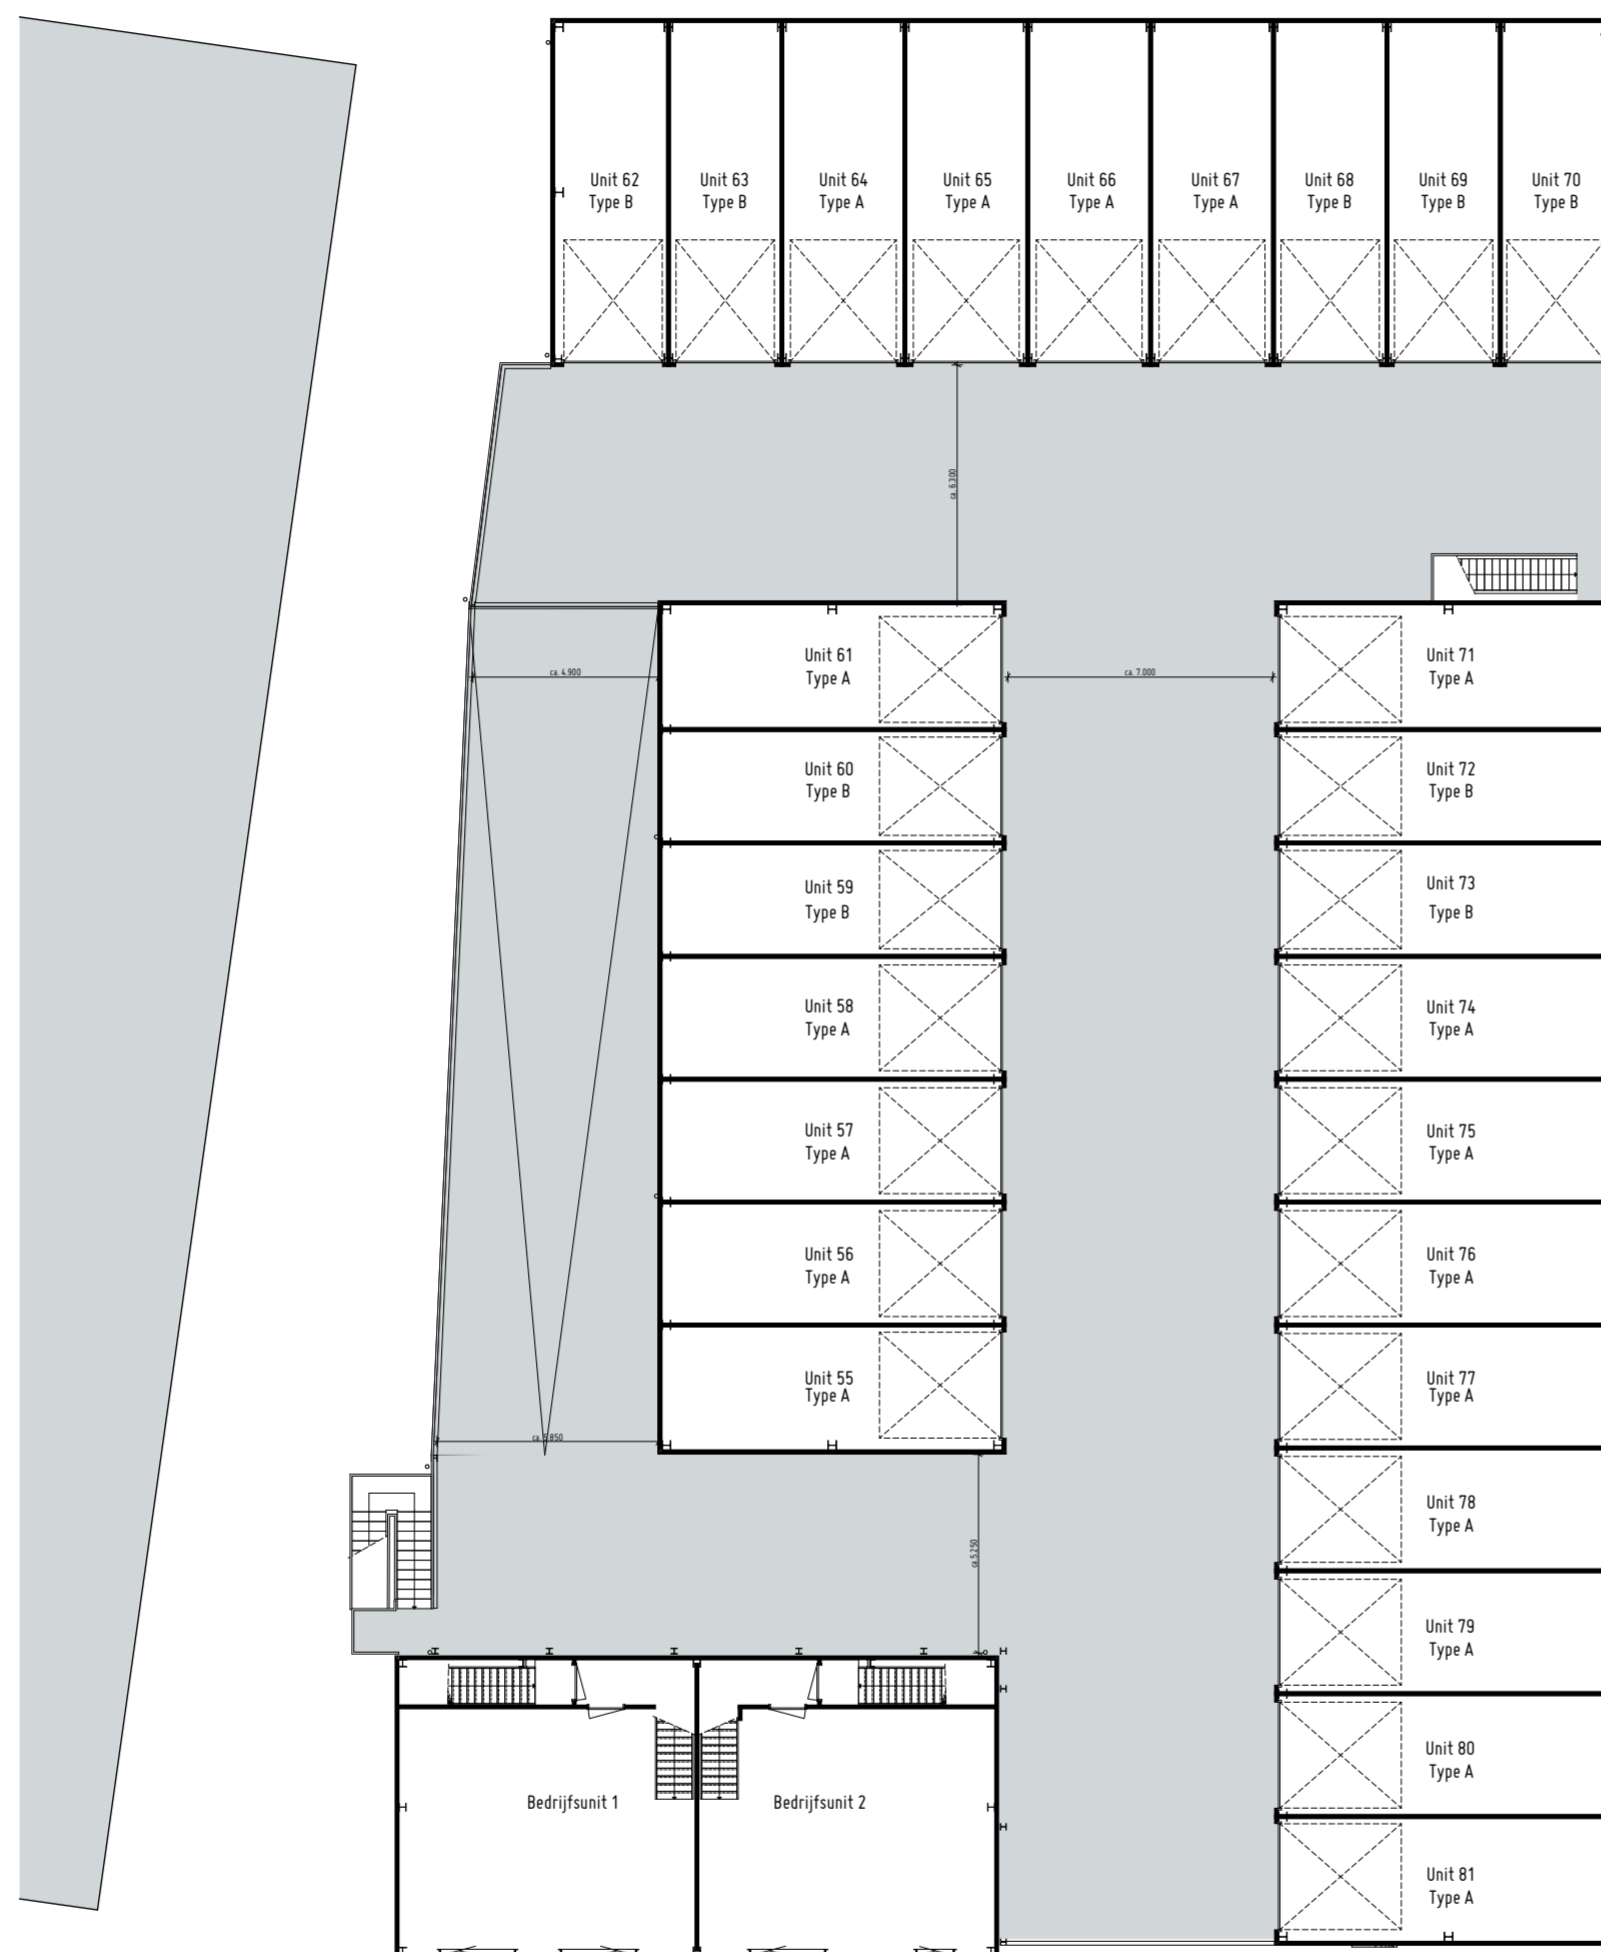 Unit 62
Type B
Unit 63
Type B
Unit 64
Type A
Unit 65
Type A
Unit 66
Type A
Unit 67
Type A
Unit 68
Type B
Unit 69
Type B
Unit 70
Type B
ca. 6.300
Unit 61
Type A
ca. 4.900
ca. 7.000
Unit 71
Type A
Unit 60
Type B
Unit 72
Type B
Unit 59
Type B
Unit 73
Type B
Unit 58
Type A
Unit 74
Type A
Unit 57
Type A
Unit 75
Type A
Unit 56
Type A
Unit 76
Type A
Unit 55
Type A
Unit 77
Type A
ca. 5.850
Unit 78
Type A
ca 5.250
Unit 79
Type A
Unit 80
Type A
Bedrijfsunit 1
Bedrijfsunit 2
Unit 81
Type A